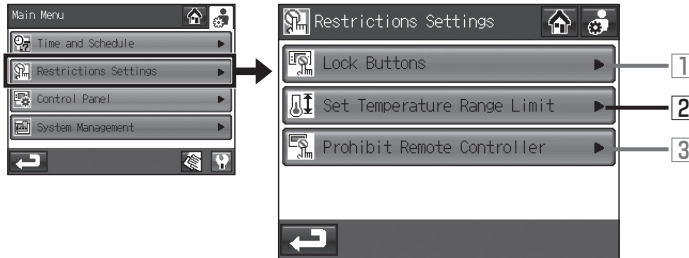 Main Menu
Time and Schedule
Restrictions Settings
Control Panel
System Management
Restrictions Settings
Lock Buttons
1
Set Temperature Range Limit
2
Prohibit Remote Controller
3